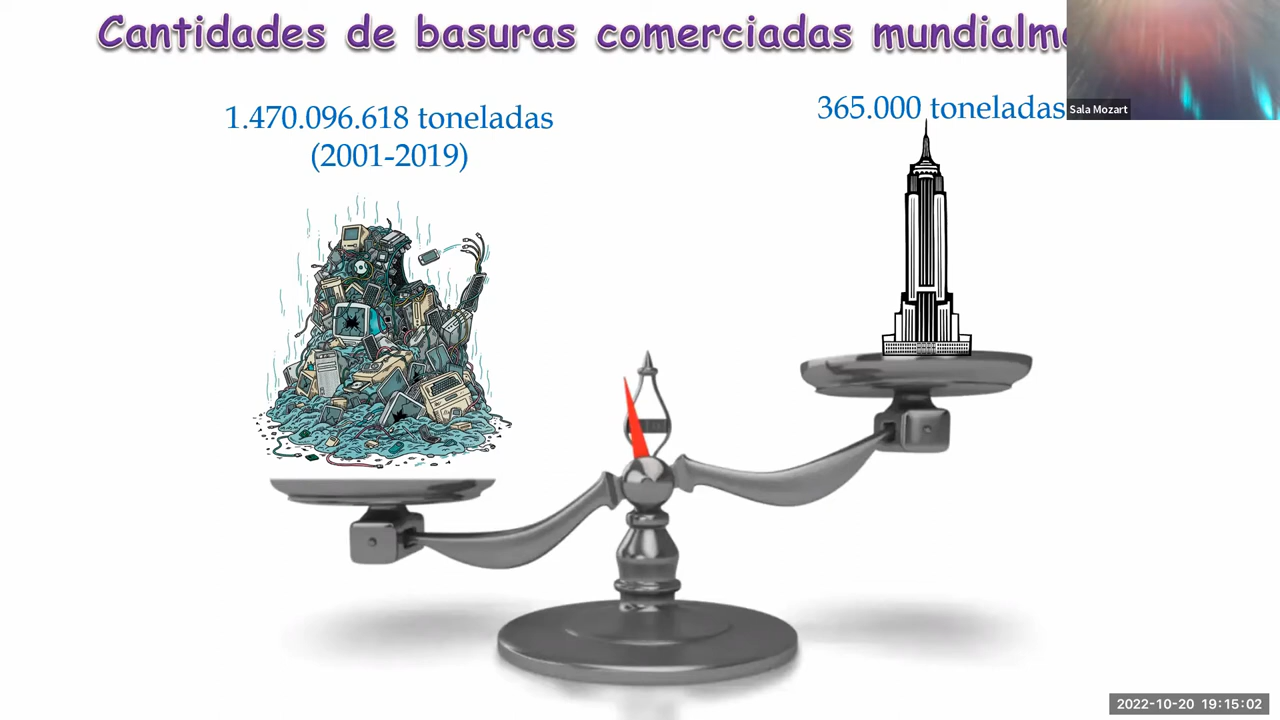 Cantidades de basuras comerciadas
1.470.096.618 toneladas
(2001-2019)
365.000 toneladas
Sala Mozart
2022-10-20 19:15:02